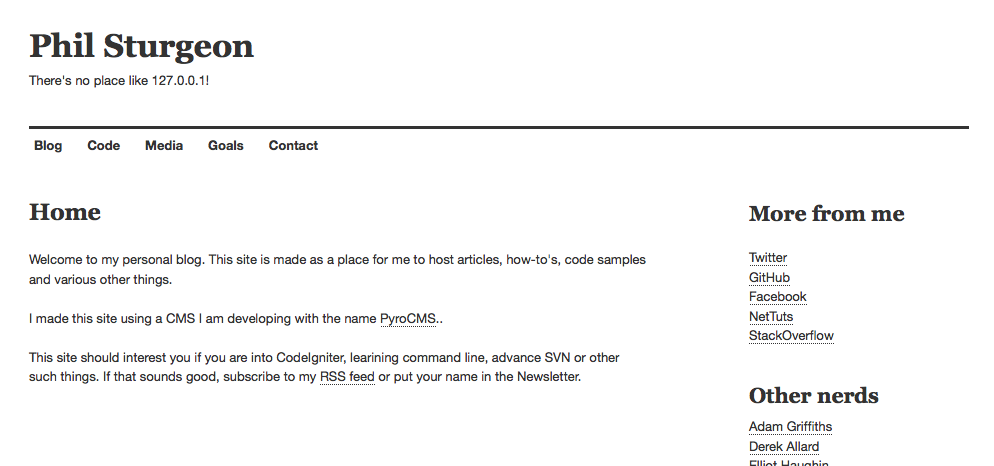 Phil Sturgeon
There's no place like 127.0.0.1!
Blog Code Media Goals Contact
Home
Welcome to my personal blog. This site is made as a place for me to host articles, how-to's, code samples
and various other things.
I made this site using a CMS I am developing with the name PyroCMS..
This site should interest you if you are into CodeIgniter, learining command line, advance SVN or other
such things. If that sounds good, subscribe to my RSS feed or put your name in the Newsletter.
More from me
Twitter
GitHub
Facebook
NetTuts
StackOverflow
Other nerds
Adam Griffiths
Derek Allard
Elliot Haughin